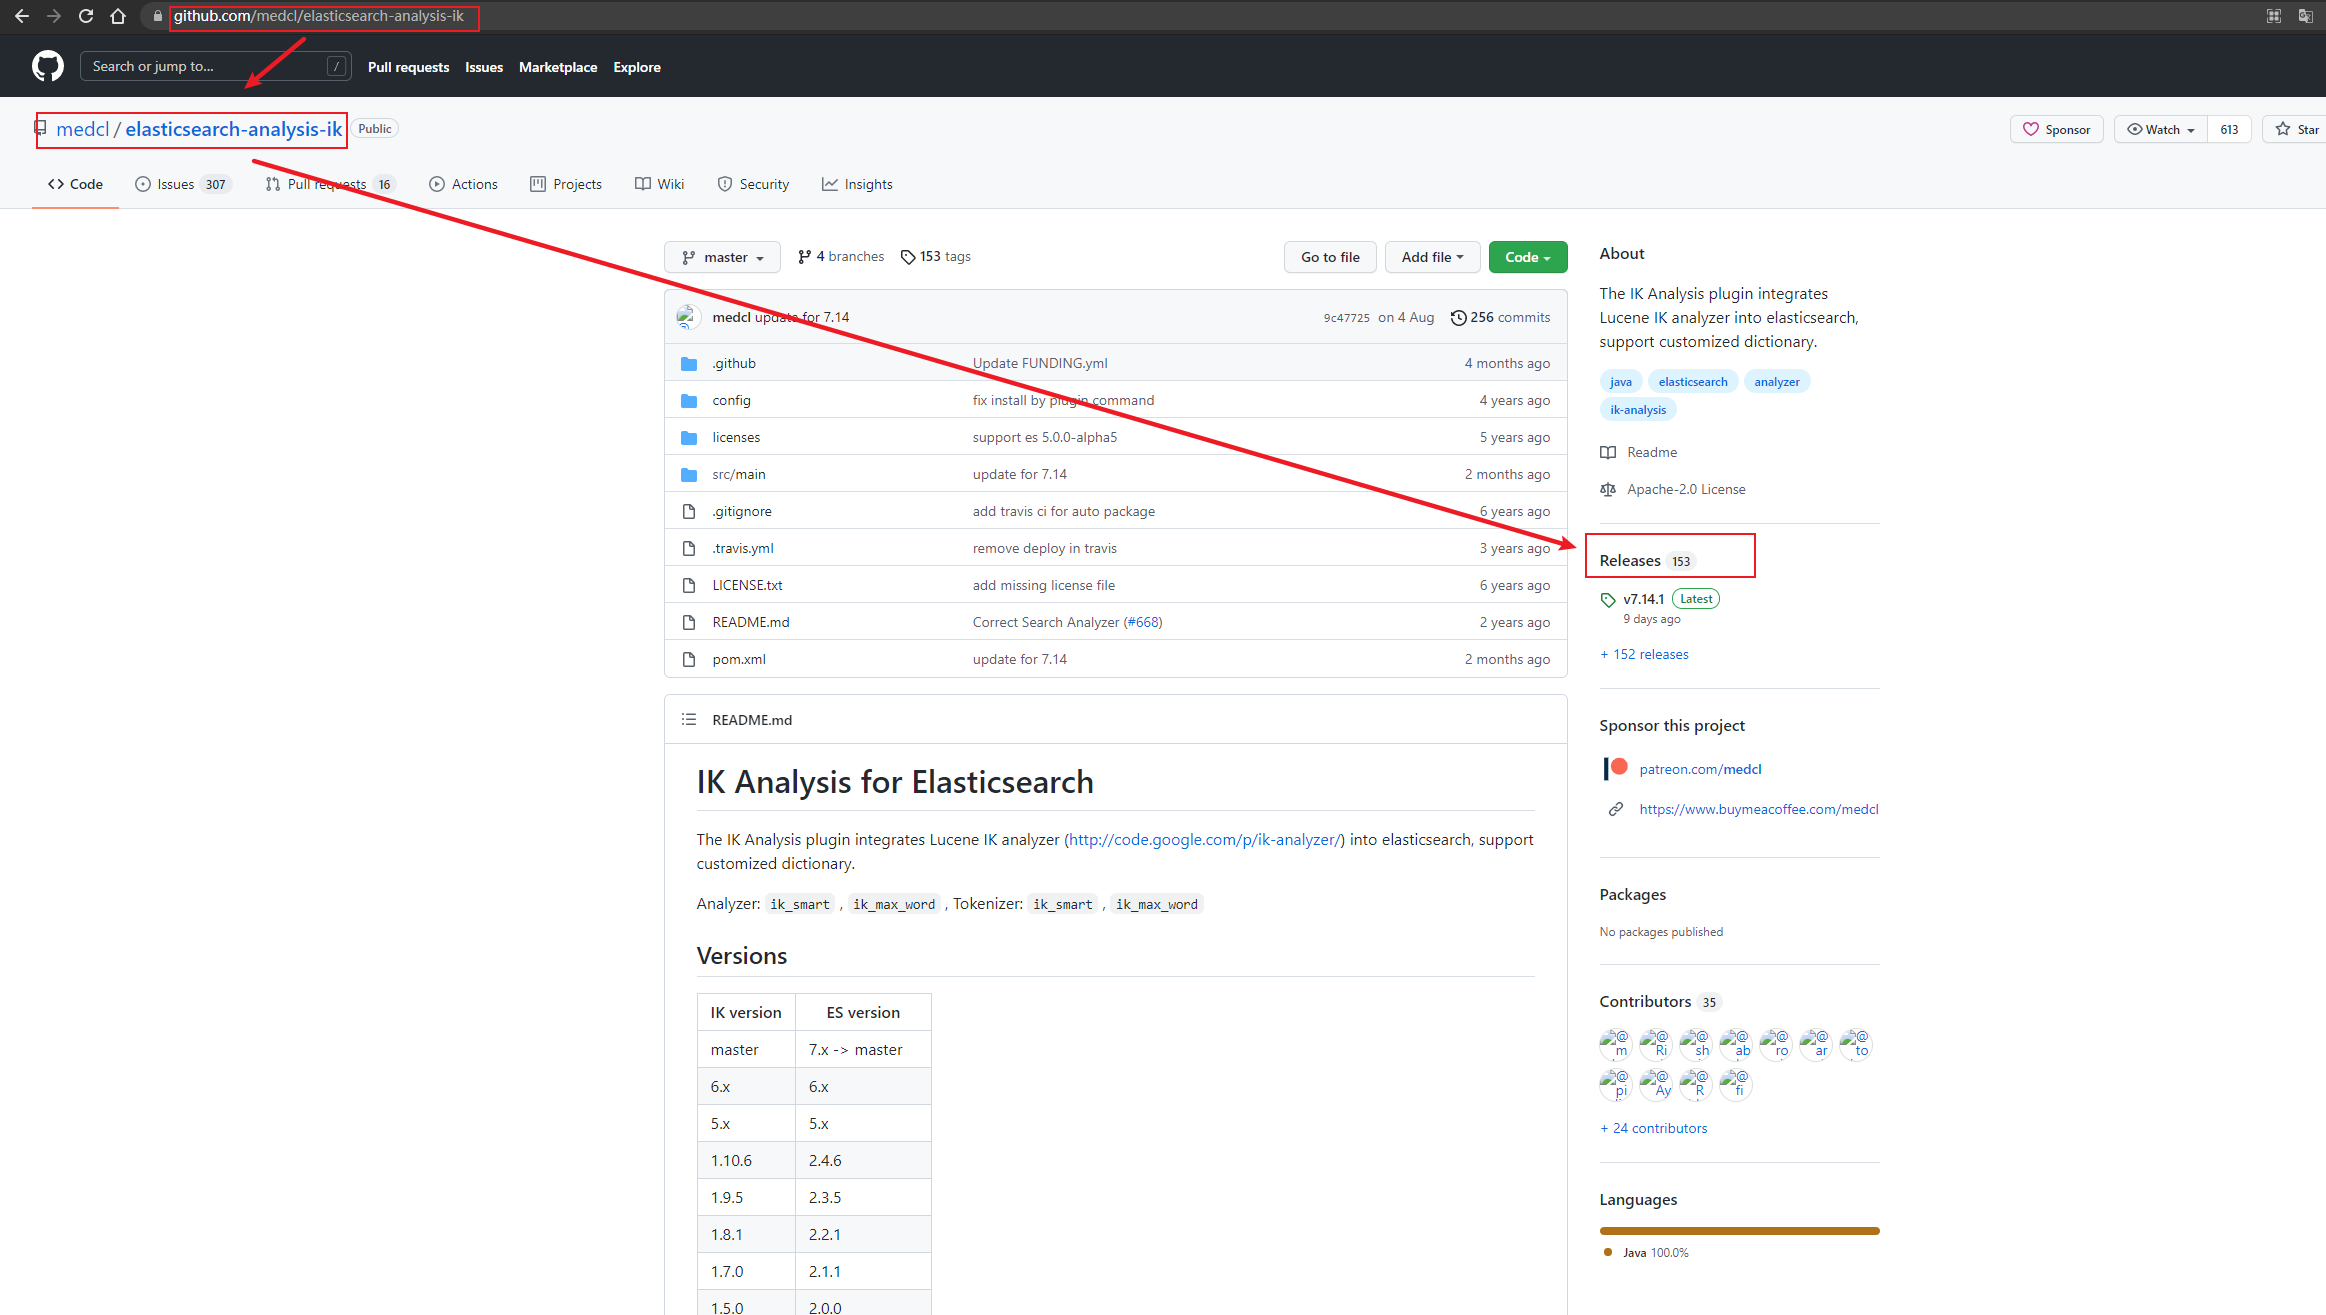 github.com/medcl/elasticsearch-analysis-ik
Search or jump to... / Pull requests Issues Marketplace Explore
medcl / elasticsearch-analysis-ik Public Sponsor Watch 613 Star
Code Issues 307 Pull requests 16 Actions Projects Wiki Security Insights
master 4 branches 153 tags Go to file Add file Code
medcl update for 7.14 9c47725 on 4 Aug 256 commits
.github Update FUNDING.yml 4 months ago
config fix install by plugin command 4 years ago
licenses support es 5.0.0-alpha5 5 years ago
src/main update for 7.14 2 months ago
.gitignore add travis ci for auto package 6 years ago
.travis.yml remove deploy in travis 3 years ago
LICENSE.txt add missing license file 6 years ago
README.md Correct Search Analyzer (#668) 2 years ago
pom.xml update for 7.14 2 months ago
README.md
IK Analysis for Elasticsearch
The IK Analysis plugin integrates Lucene IK analyzer (http://code.google.com/p/ik-analyzer/) into elasticsearch, support
customized dictionary.
Analyzer: ik_smart , ik_max_word , Tokenizer: ik_smart , ik_max_word
Versions
IK version ES version
master 7.x -> master
6.x 6.x
5.x 5.x
1.10.6 2.4.6
1.9.5 2.3.5
1.8.1 2.2.1
1.7.0 2.1.1
1.5.0 2.0.0
About
The IK Analysis plugin integrates
Lucene IK analyzer into elasticsearch,
support customized dictionary.
java elasticsearch analyzer
ik-analysis
Readme
Apache-2.0 License
Releases 153
v7.14.1 Latest
9 days ago
+ 152 releases
Sponsor this project
patreon.com/medcl
https://www.buymeacoffee.com/medcl
Packages
No packages published
Contributors 35
@ @ @ @ @ @ @
m Ri sh ab ro ar to
@ @ @ @
pi Ay R fi
+ 24 contributors
Languages
Java 100.0%